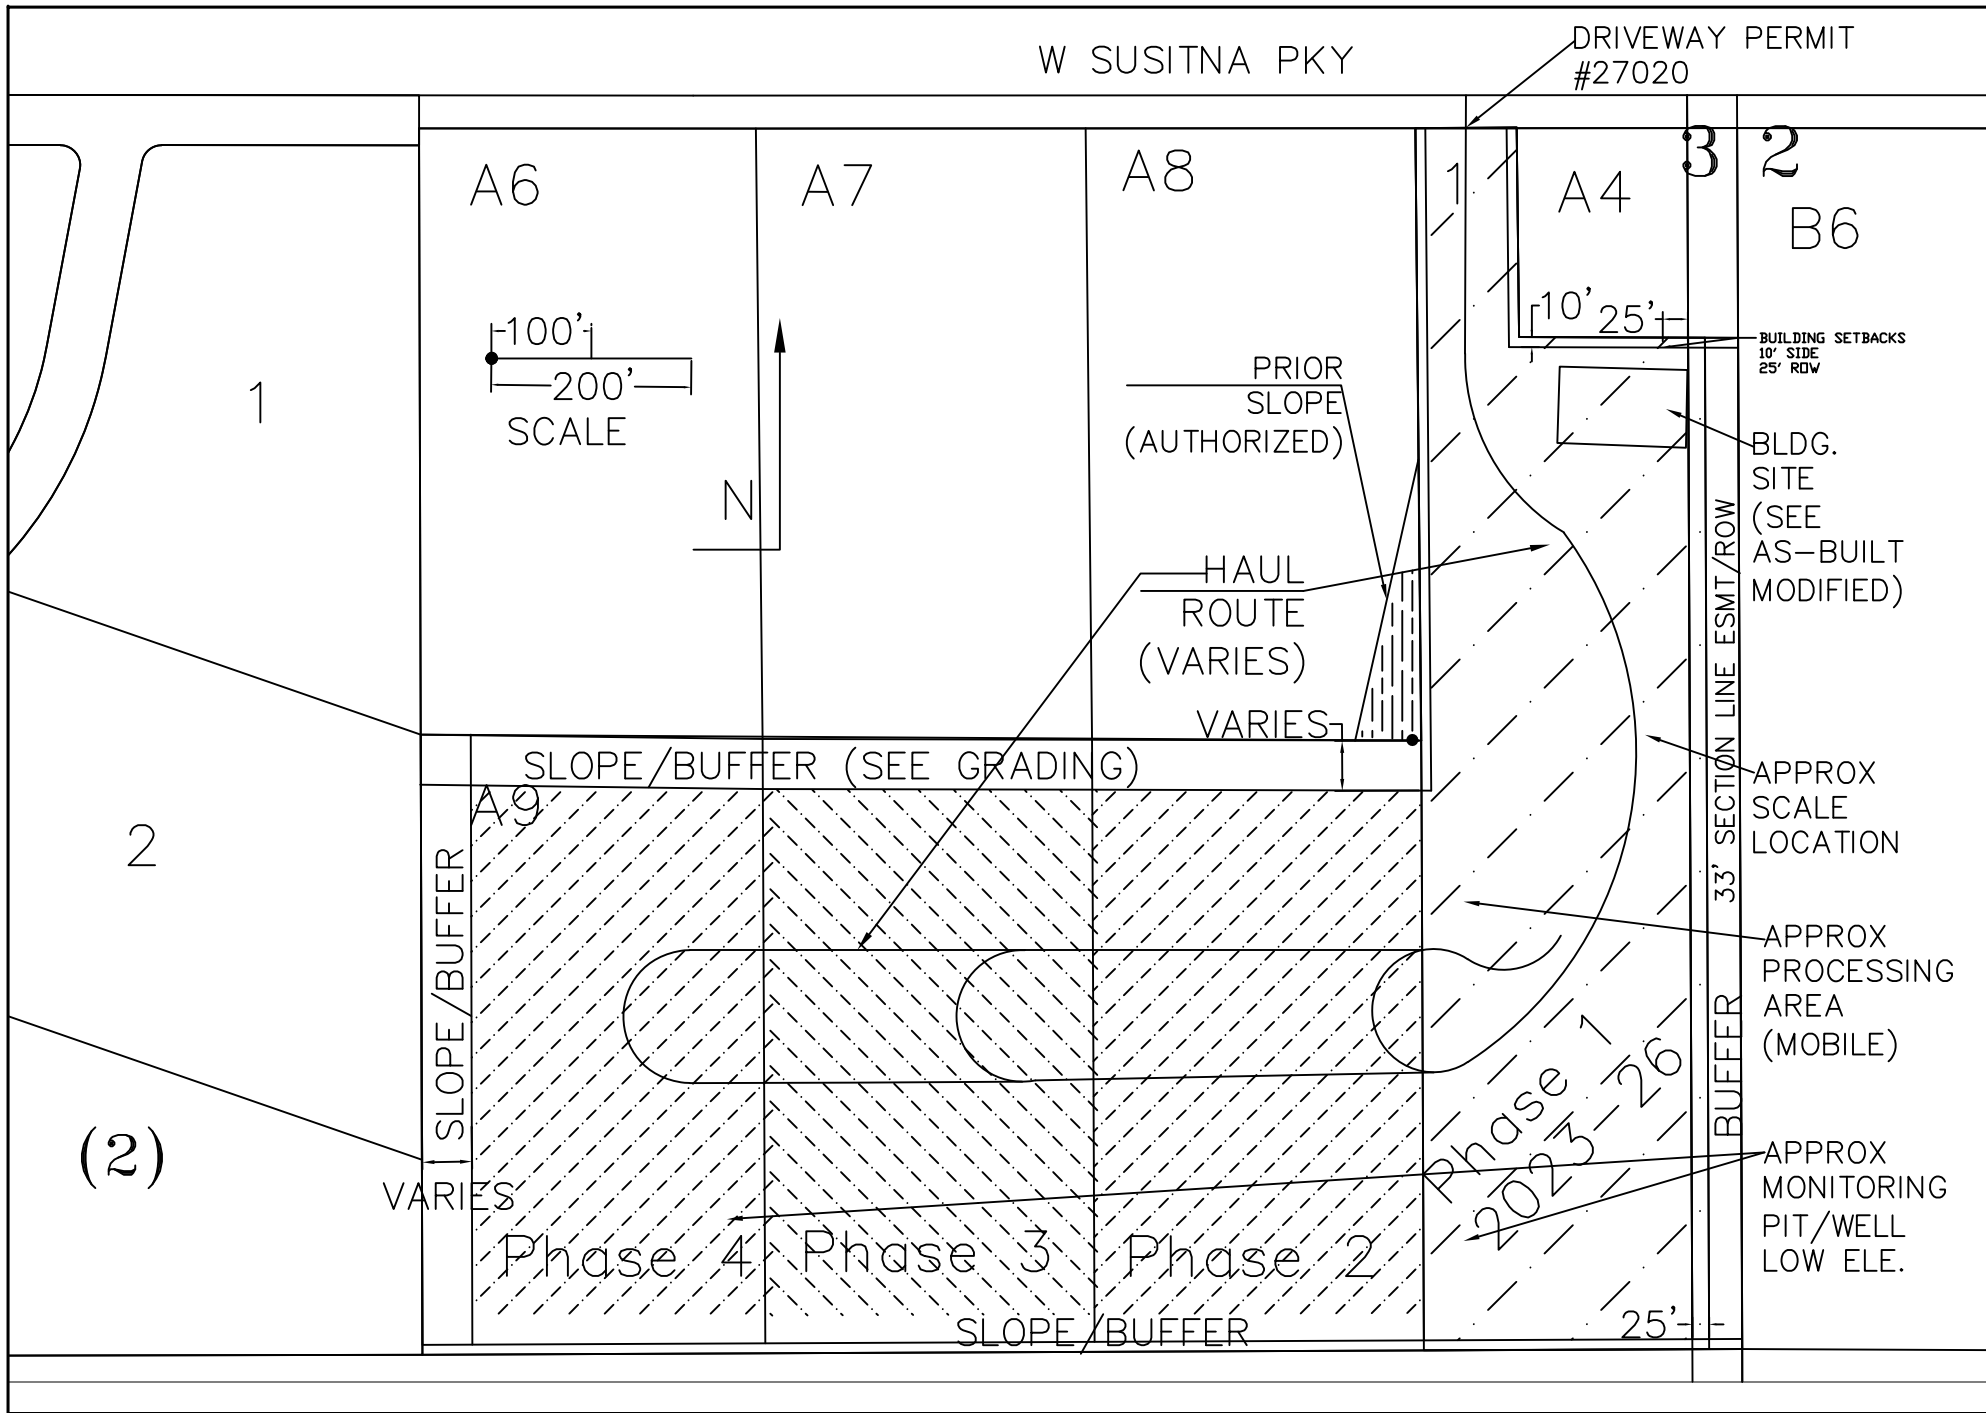 W SUSITNA PKY
DRIVEWAY PERMIT
#27020
A6
A7
A8
1
A4
3 2
B6
100'
200'
SCALE
N
10' 25'
BUILDING SETBACKS
10' SIDE
25' ROW
PRIOR
SLOPE
(AUTHORIZED)
1
BLDG.
SITE
(SEE
AS-BUILT
MODIFIED)
HAUL
ROUTE
(VARIES)
VARIES
33' SECTION LINE ESMT/ROW
SLOPE/BUFFER (SEE GRADING)
A9
2
APPROX
SCALE
LOCATION
SLOPE/BUFFER
APPROX
PROCESSING
AREA
(MOBILE)
BUFFER
Phase 1
2023 26
(2)
VARIES
APPROX
MONITORING
PIT/WELL
LOW ELE.
Phase 4
Phase 3
Phase 2
SLOPE/BUFFER
25'